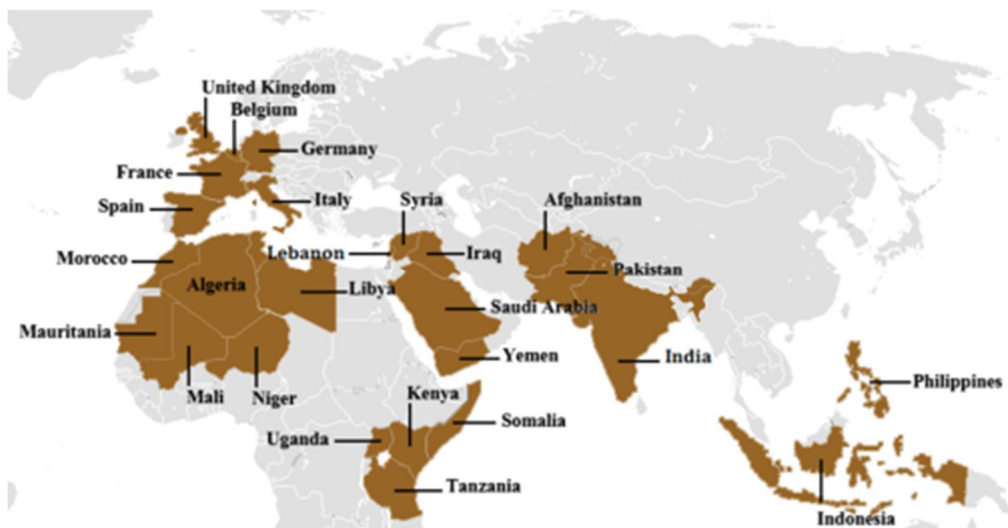 United Kingdom
Belgium
Germany
France
Spain
Italy
Syria
Afghanistan
Morocco
Lebanon
Iraq
Pakistan
Algeria
Libya
Saudi Arabia
Mauritania
Yemen
India
Mali
Niger
Kenya
Philippines
Uganda
Somalia
Tanzania
Indonesia